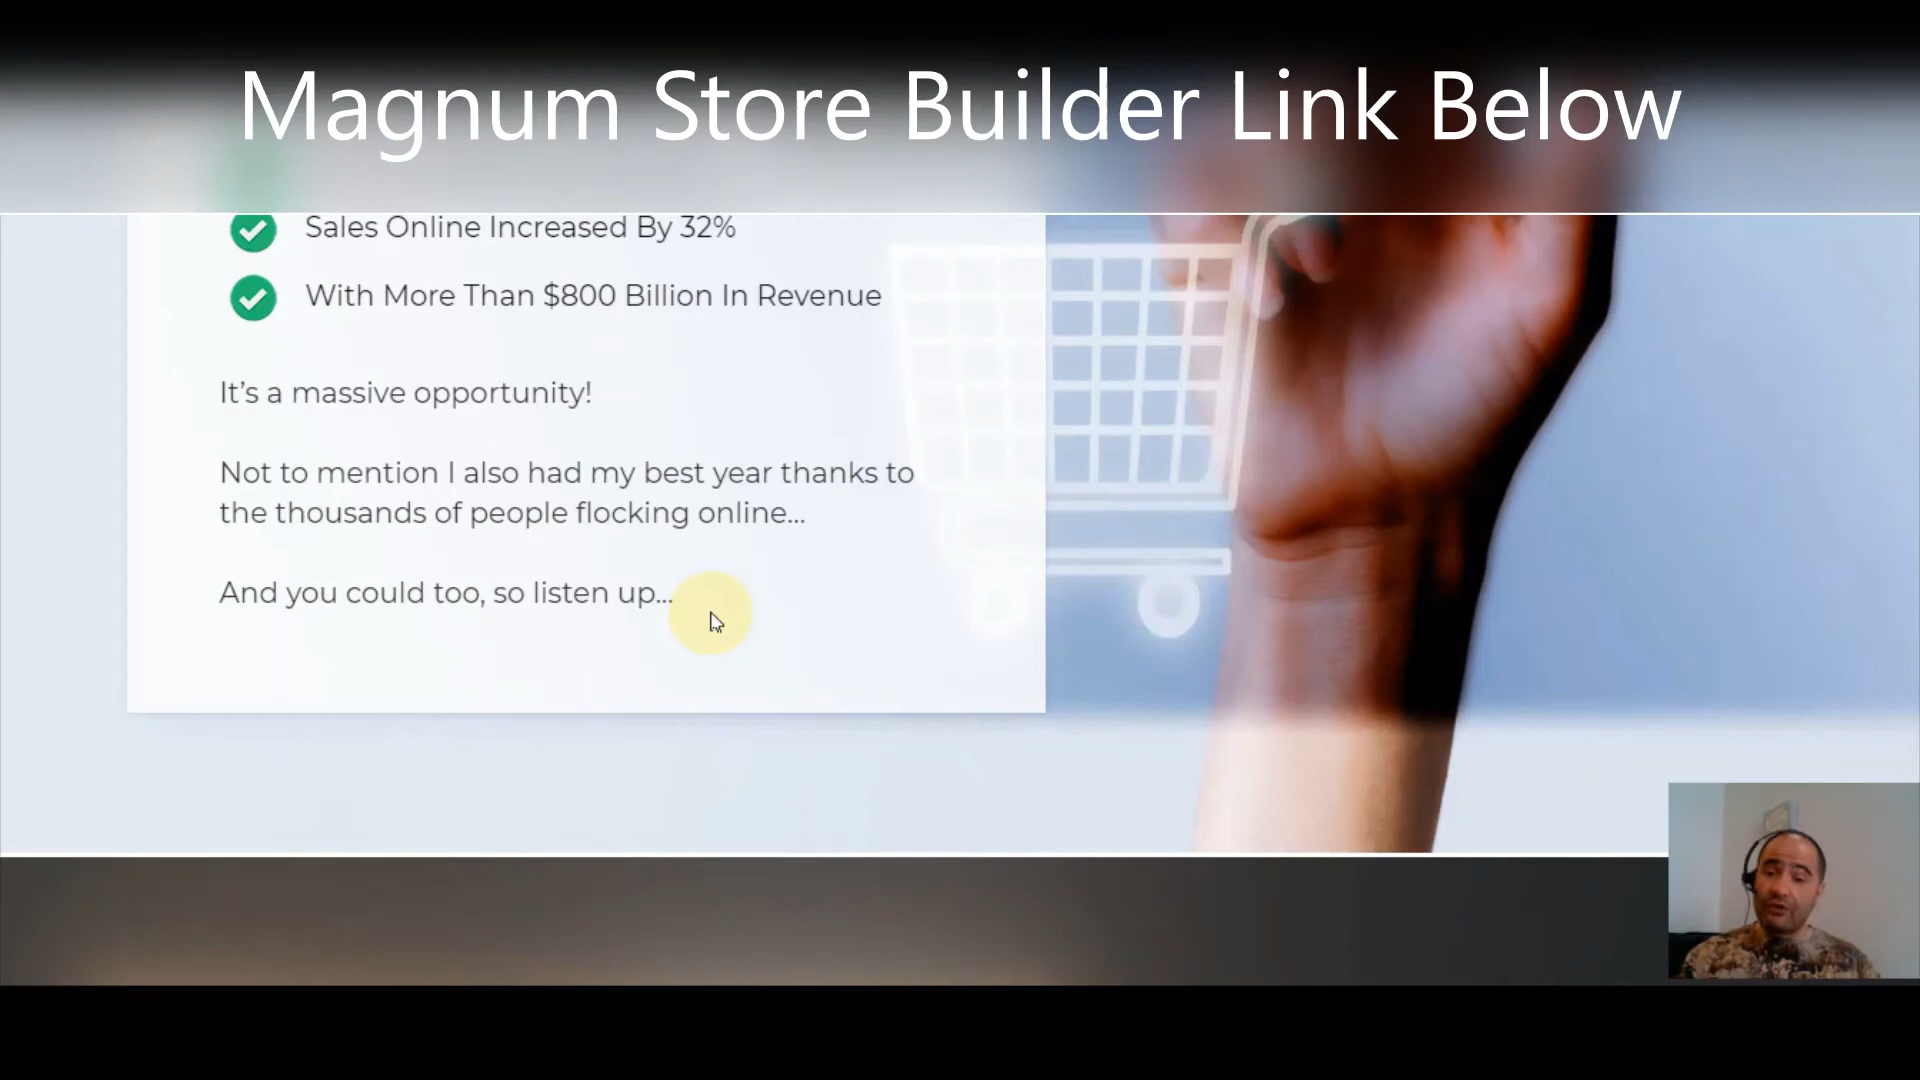 Magnum Store Builder Link Below
Sales Online Increased By 32%
With More Than $800 Billion In Revenue
It's a massive opportunity!
Not to mention I also had my best year thanks to
the thousands of people flocking online...
And you could too, so listen up...